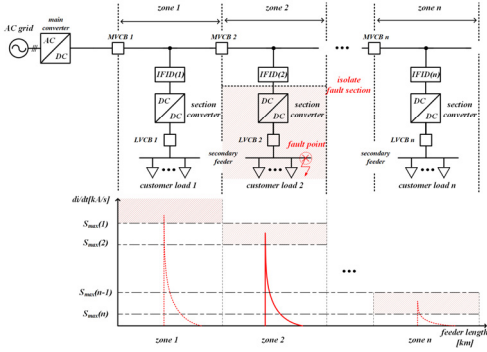 zone 1
zone 2
zone n
AC grid
main
converter
AC
DC
MVCB 1
MVCB 2
MVCB n
IFID(1)
IFID(2)
IFID(n)
isolate
fault section
DC
DC
section
converter
DC
DC
section
converter
DC
DC
section
converter
LVCB 1
LVCB 2
LVCB n
fault point
secondary
feeder
secondary
feeder
customer load 1
customer load 2
customer load n
di/dt[kA/s]
Smax(1)
Smax(2)
Smax(n-1)
Smax(n)
feeder length
[km]
zone 1
zone 2
zone n